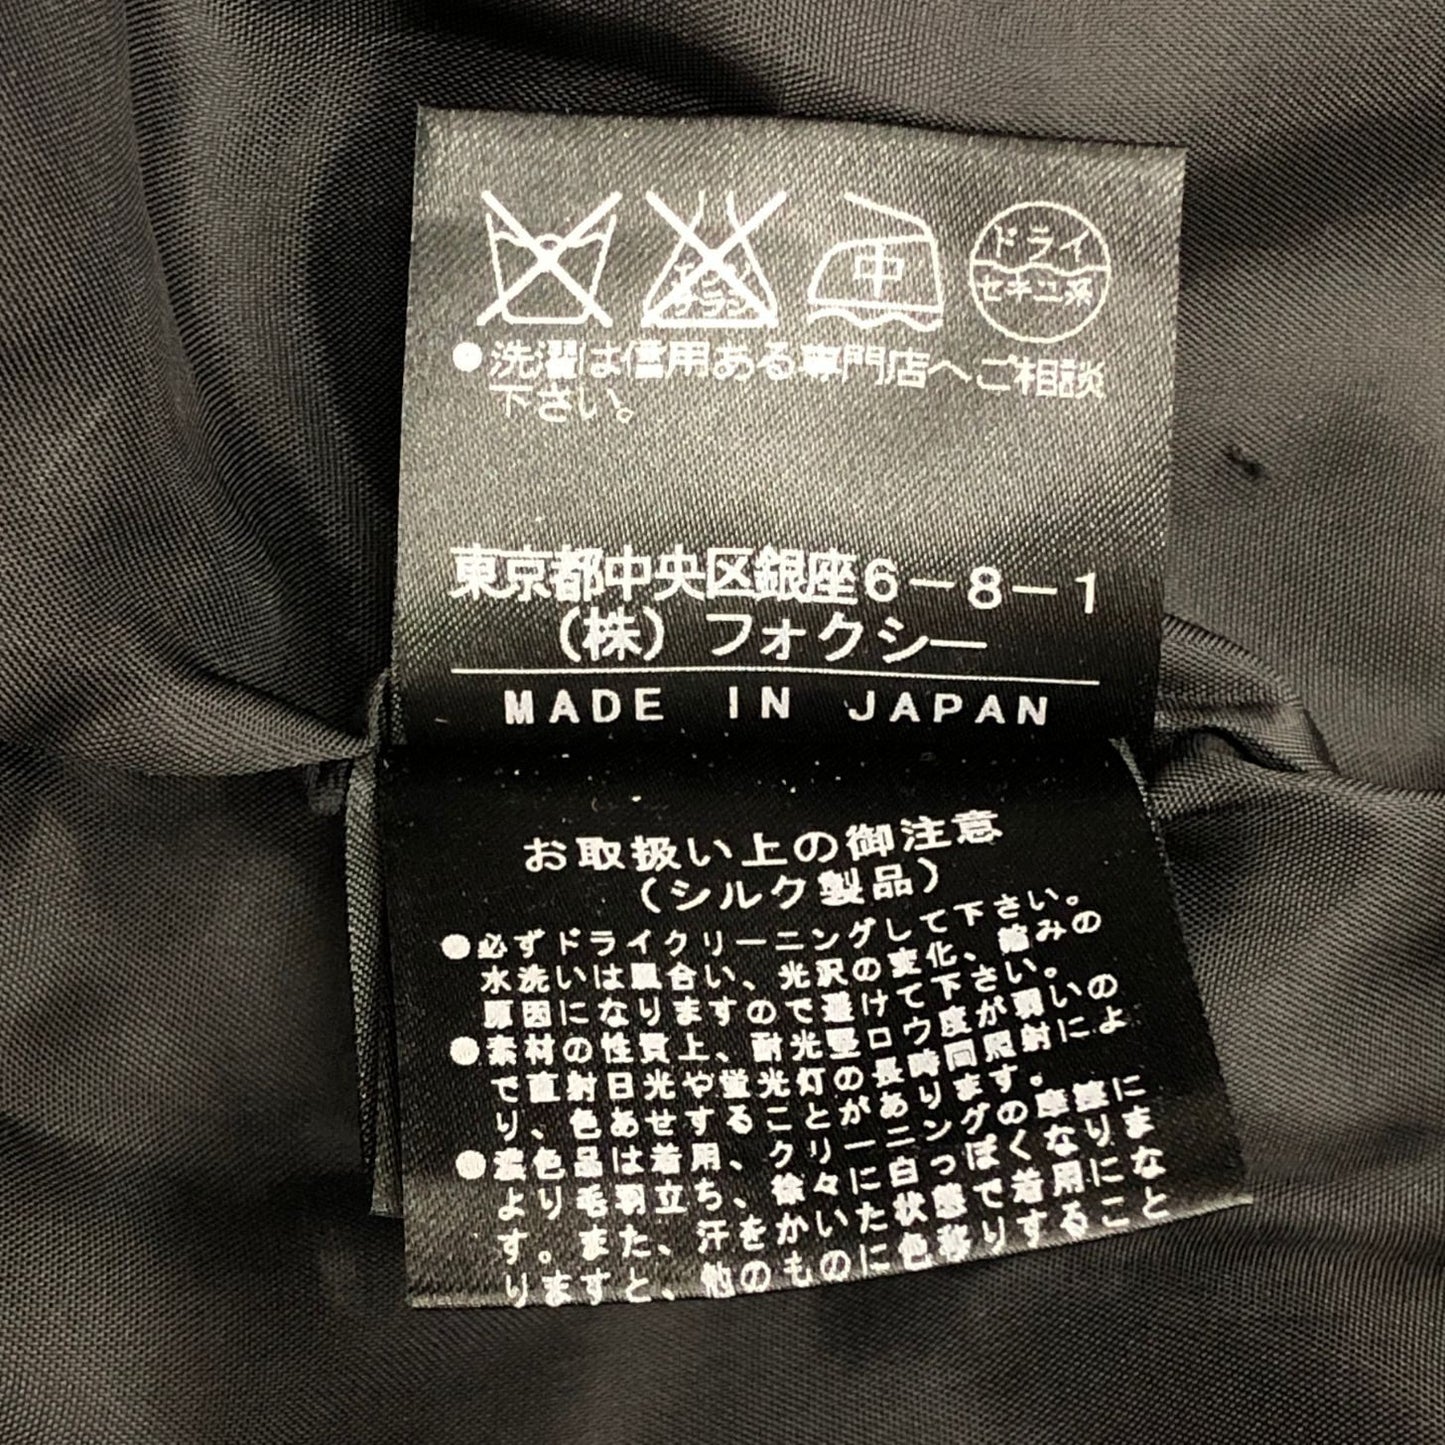 エンソ
サラシ
中
ドライ
セキユ系
●洗濯は信用ある専門店へご相談
下さい。
東京都中央区銀座6−8−1
(株)フォクシー
MADE IN JAPAN
お取扱い上の御注意
(シルク製品)
●必ずドライクリーニングして下さい。
水洗いは風合い、光沢の変化、縮みの
原因になりますので避けて下さい。
●素材の性質上、耐光堅ロウ度が弱いの
で直射日光や蛍光灯の長時間照射によ
り、色あせすることがあります。
●濃色品は着用、クリーニングの摩擦に
より毛羽立ち、徐々に白っぽくなりま
す。また、汗をかいた状態で着用にな
りますと、他のものに色移りすること